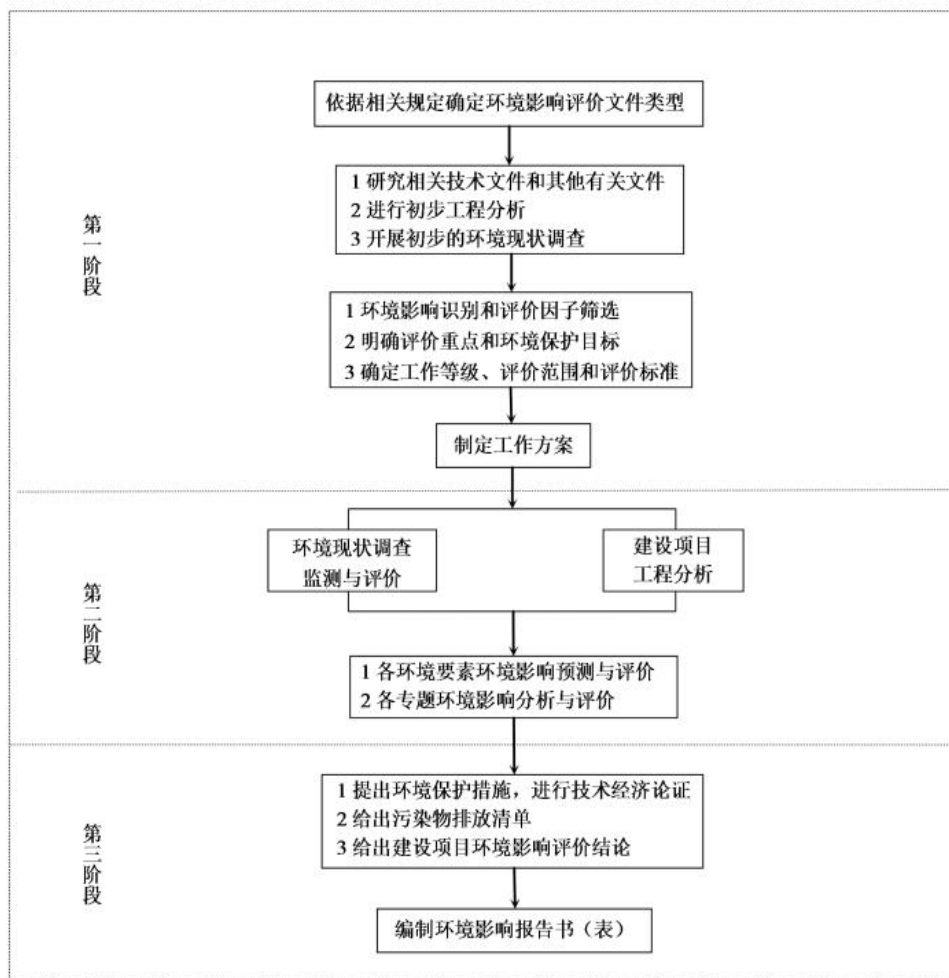 依据相关规定确定环境影响评价文件类型
1 研究相关技术文件和其他有关文件
2 进行初步工程分析
3 开展初步的环境现状调查
第一阶段
1 环境影响识别和评价因子筛选
2 明确评价重点和环境保护目标
3 确定工作等级、评价范围和评价标准
制定工作方案
环境现状调查
监测与评价
建设项目
工程分析
第二阶段
1 各环境要素环境影响预测与评价
2 各专题环境影响分析与评价
1 提出环境保护措施，进行技术经济论证
2 给出污染物排放清单
3 给出建设项目环境影响评价结论
第三阶段
编制环境影响报告书（表）